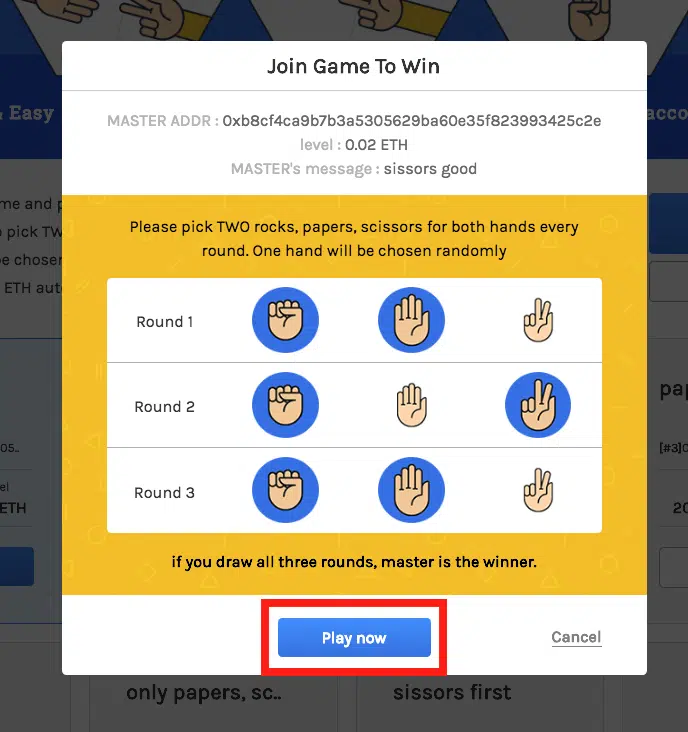 Join Game To Win
MASTER ADDR : 0xb8cf4ca9b7b3a5305629ba60e35f823993425c2e
level : 0.02 ETH
MASTER's message : sissors good
Please pick TWO rocks, papers, scissors for both hands every
round. One hand will be chosen randomly
Round 1
Round 2
Round 3
if you draw all three rounds, master is the winner.
Play now
Cancel
Easy
acco
me and p
pick TW
be chosen
ETH aut
05..
el
ETH
pap
[#3]0
20
only papers, sc..
sissors first